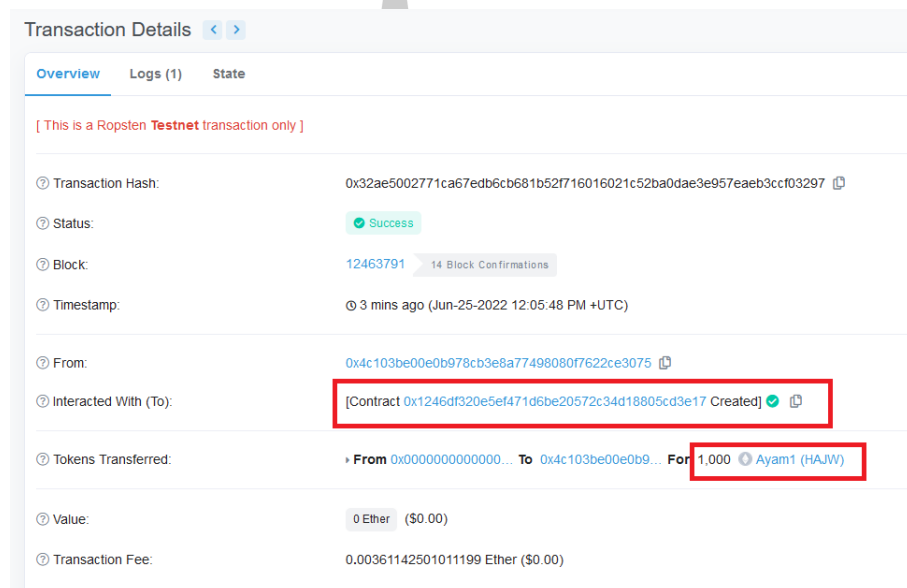 Transaction Details
Overview Logs (1) State
[ This is a Ropsten Testnet transaction only ]
Transaction Hash: 0x32ae5002771ca67edb6cb681b52f716016021c52ba0dae3e957eaeb3ccf03297
Status: Success
Block: 12463791 14 Block Confirmations
Timestamp: 3 mins ago (Jun-25-2022 12:05:48 PM +UTC)
From: 0x4c103be00e0b978cb3e8a77498080f7622ce3075
Interacted With (To): [Contract 0x1246df320e5ef471d6be20572c34d18805cd3e17 Created]
Tokens Transferred: From 0x0000000000000... To 0x4c103be00e0b9... For 1,000 Ayam1 (HAJW)
Value: 0 Ether ($0.00)
Transaction Fee: 0.00361142501011199 Ether ($0.00)